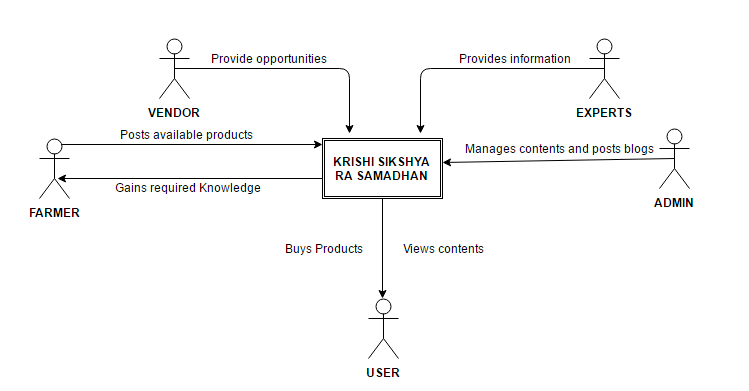 Provide opportunities
Provides information
VENDOR
EXPERTS
Posts available products
Manages contents and posts blogs
KRISHI SIKSHYA
RA SAMADHAN
Gains required Knowledge
FARMER
ADMIN
Buys Products
Views contents
USER